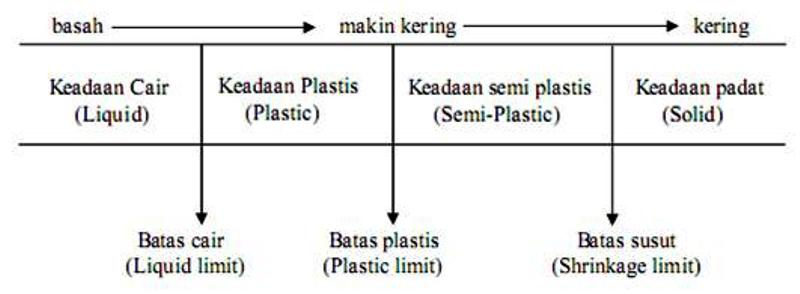 basah makin kering kering
Keadaan Cair
(Liquid)
Keadaan Plastis
(Plastic)
Keadaan semi plastis
(Semi-Plastic)
Keadaan padat
(Solid)
Batas cair
(Liquid limit)
Batas plastis
(Plastic limit)
Batas susut
(Shrinkage limit)